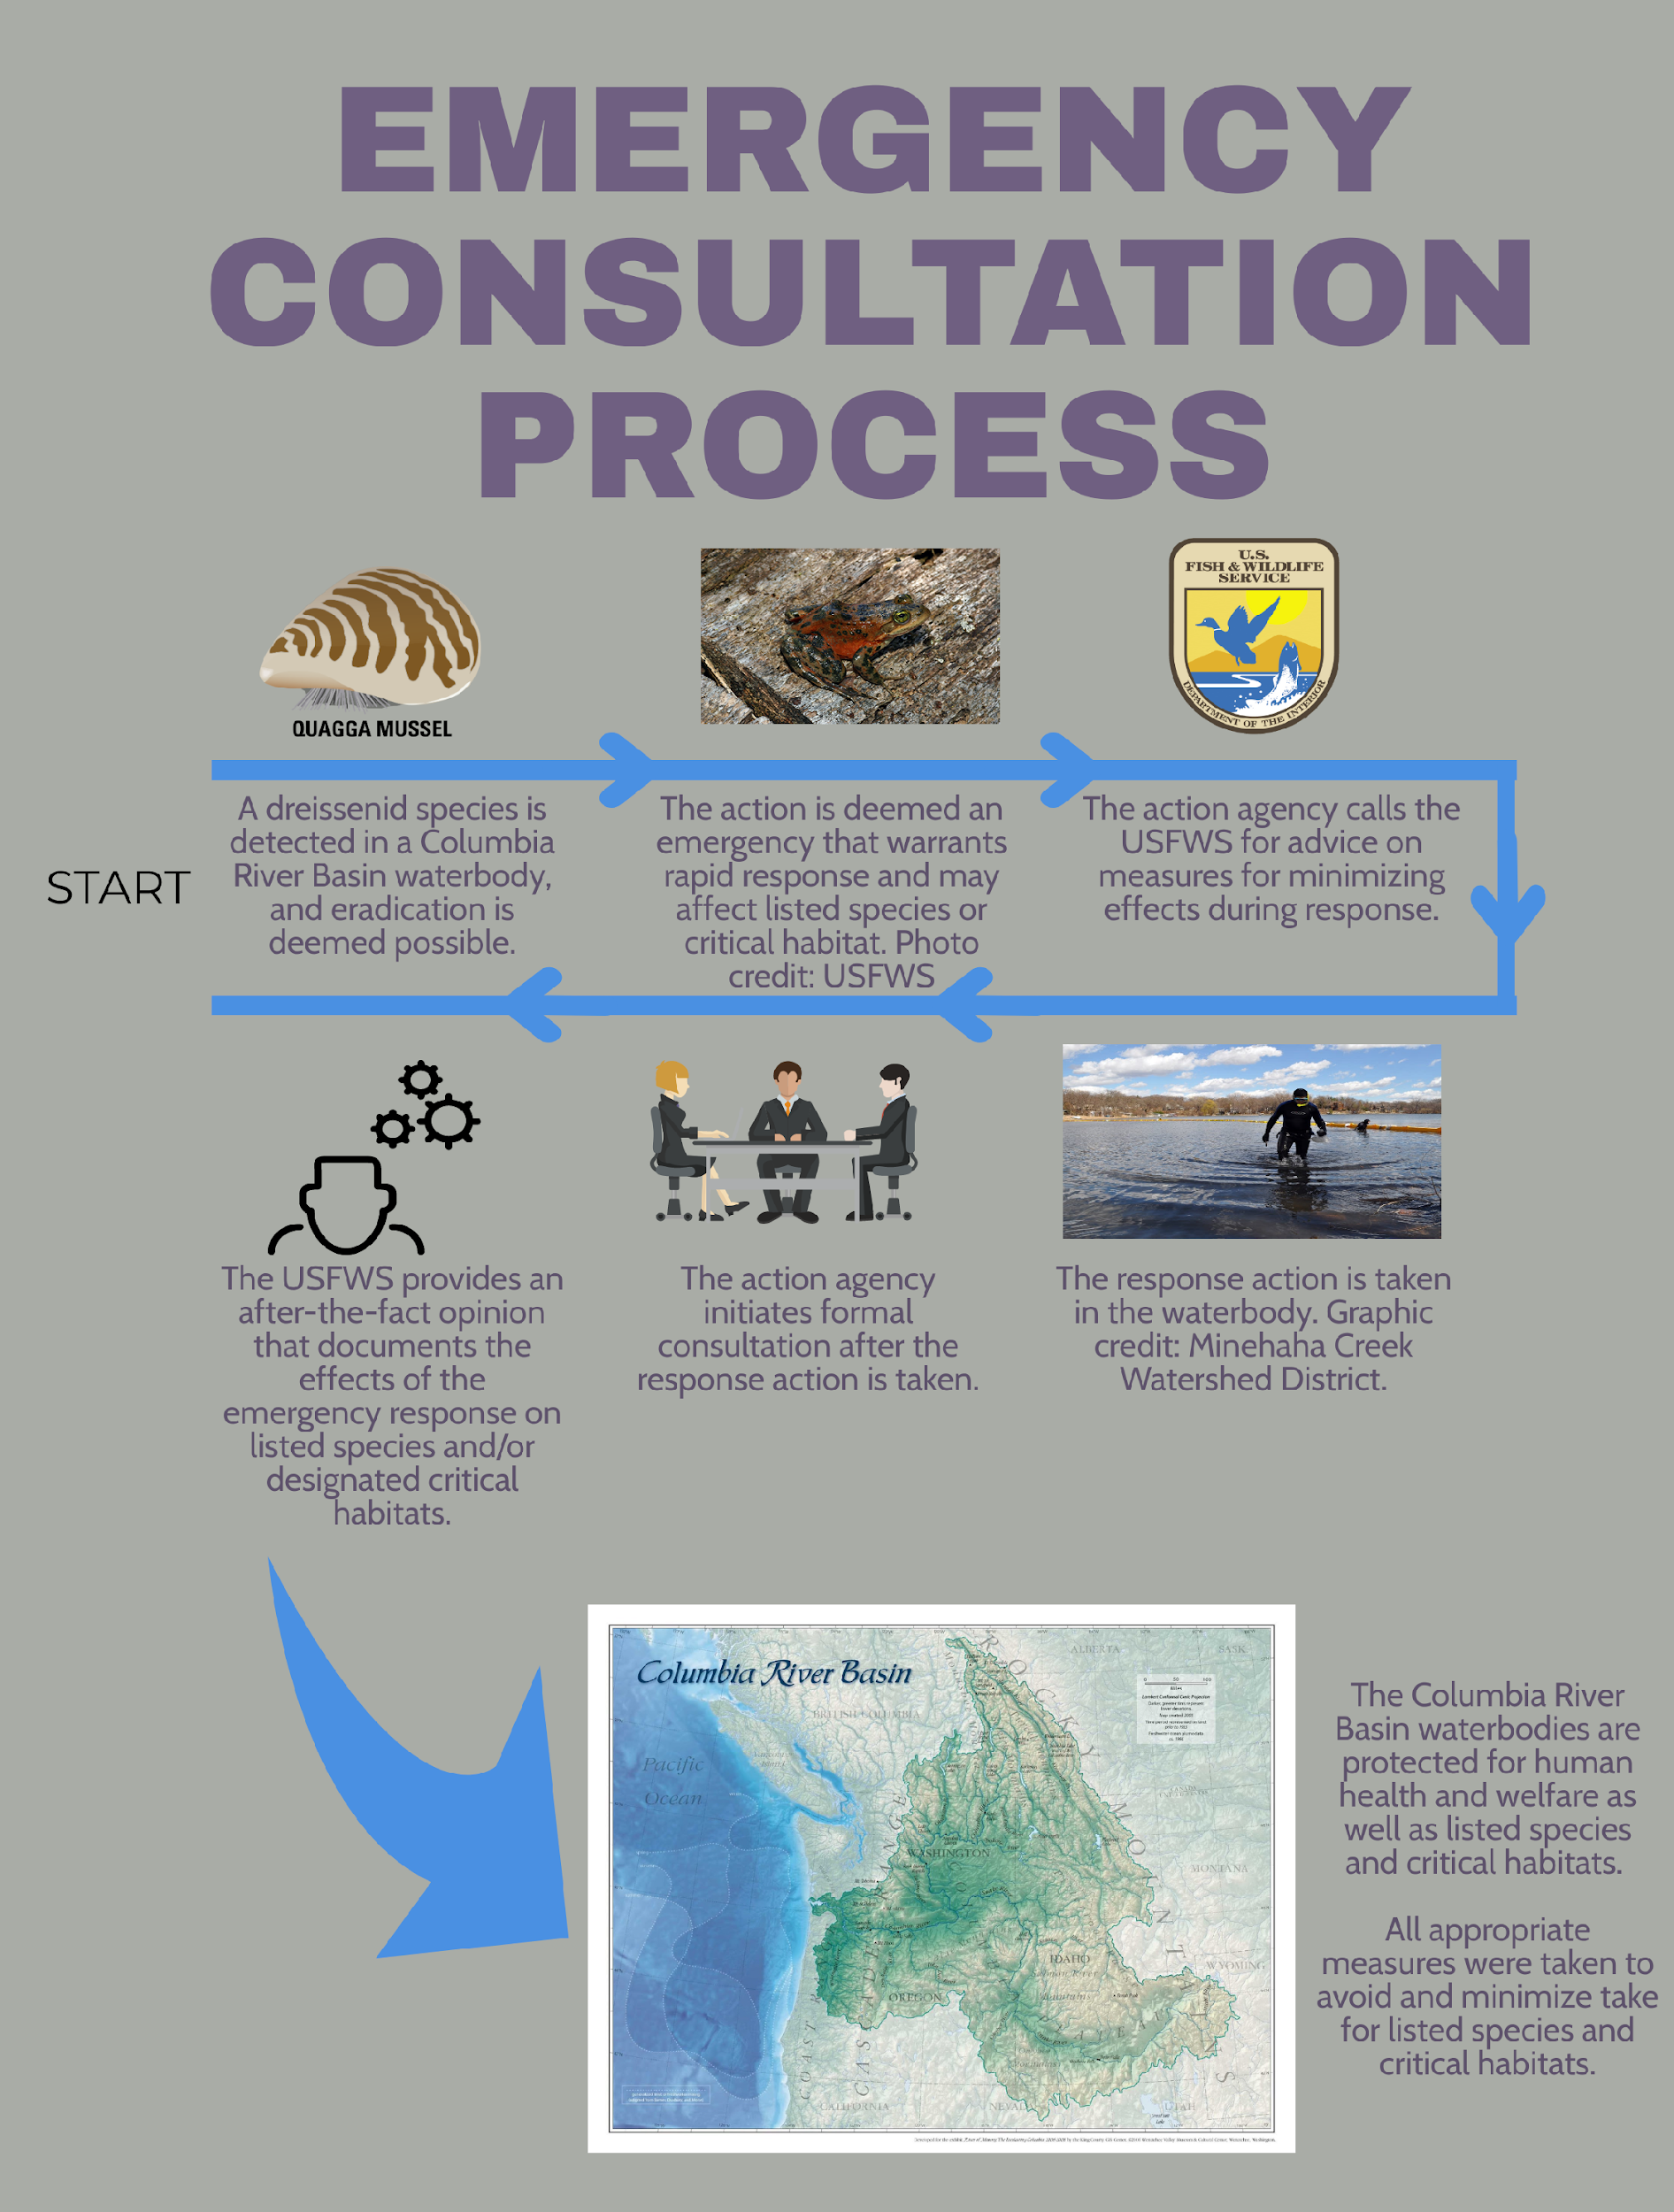 EMERGENCY
CONSULTATION
PROCESS
U.S.
FISH & WILDLIFE
SERVICE
DEPARTMENT OF THE INTERIOR
QUAGGA MUSSEL
START
A dreissenid species is
detected in a Columbia
River Basin waterbody,
and eradication is
deemed possible.
The action is deemed an
emergency that warrants
rapid response and may
affect listed species or
critical habitat. Photo
credit: USFWS
The action agency calls the
USFWS for advice on
measures for minimizing
effects during response.
The response action is taken
in the waterbody. Graphic
credit: Minehaha Creek
Watershed District.
The action agency
initiates formal
consultation after the
response action is taken.
The USFWS provides an
after-the-fact opinion
that documents the
effects of the
emergency response on
listed species and/or
designated critical
habitats.
Columbia River Basin
Pacific
Ocean
BRITISH COLUMBIA
ALBERTA
SASK.
WASHINGTON
MONTANA
IDAHO
OREGON
WYOMING
CALIFORNIA
NEVADA
UTAH
COAST
The Columbia River
Basin waterbodies are
protected for human
health and welfare as
well as listed species
and critical habitats.
All appropriate
measures were taken to
avoid and minimize take
for listed species and
critical habitats.